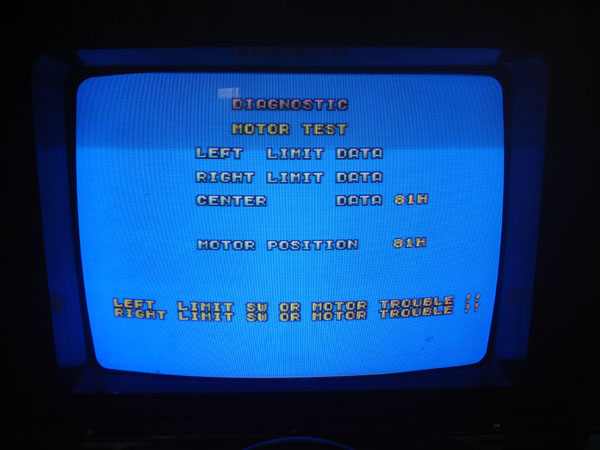 DIAGNOSTIC
MOTOR TEST
LEFT LIMIT DATA
RIGHT LIMIT DATA
CENTER DATA 81H
MOTOR POSITION 81H
LEFT LIMIT SW OR MOTOR TROUBLE !!
RIGHT LIMIT SW OR MOTOR TROUBLE !!